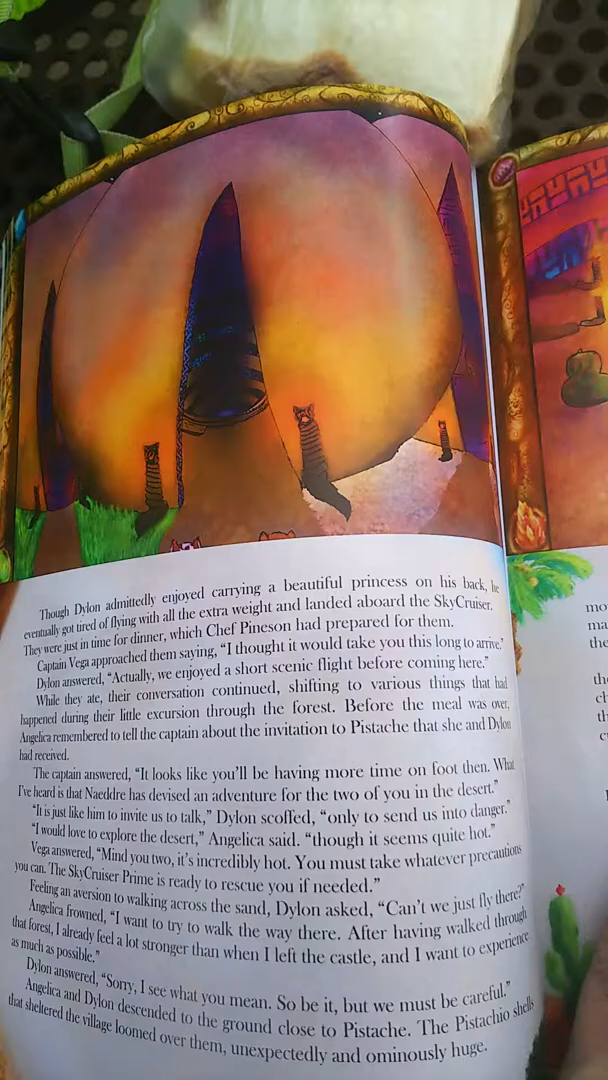 Though Dylon admittedly enjoyed carrying a beautiful princess on his back, he
eventually got tired of flying with all the extra weight and landed aboard the SkyCruiser.
They were just in time for dinner, which Chef Pineson had prepared for them.
Captain Vega approached them saying, “I thought it would take you this long to arrive.”
Dylon answered, “Actually, we enjoyed a short scenic flight before coming here.”
While they ate, their conversation continued, shifting to various things that had
happened during their little excursion through the forest. Before the meal was over,
Angelica remembered to tell the captain about the invitation to Pistache that she and Dylon
had received.
The captain answered, “It looks like you’ll be having more time on foot then. What
I’ve heard is that Naeddre has devised an adventure for the two of you in the desert.”
“It is just like him to invite us to talk,” Dylon scoffed, “only to send us into danger.”
“I would love to explore the desert,” Angelica said. “though it seems quite hot.”
Vega answered, “Mind you two, it’s incredibly hot. You must take whatever precautions
you can. The SkyCruiser Prime is ready to rescue you if needed.”
Feeling an aversion to walking across the sand, Dylon asked, “Can’t we just fly there?”
Angelica frowned, “I want to try to walk the way there. After having walked through
that forest, I already feel a lot stronger than when I left the castle, and I want to experience
as much as possible.”
Dylon answered, “Sorry, I see what you mean. So be it, but we must be careful.”
Angelica and Dylon descended to the ground close to Pistache. The Pistachio shells
that sheltered the village loomed over them, unexpectedly and ominously huge.
mo
ma
the
the
th